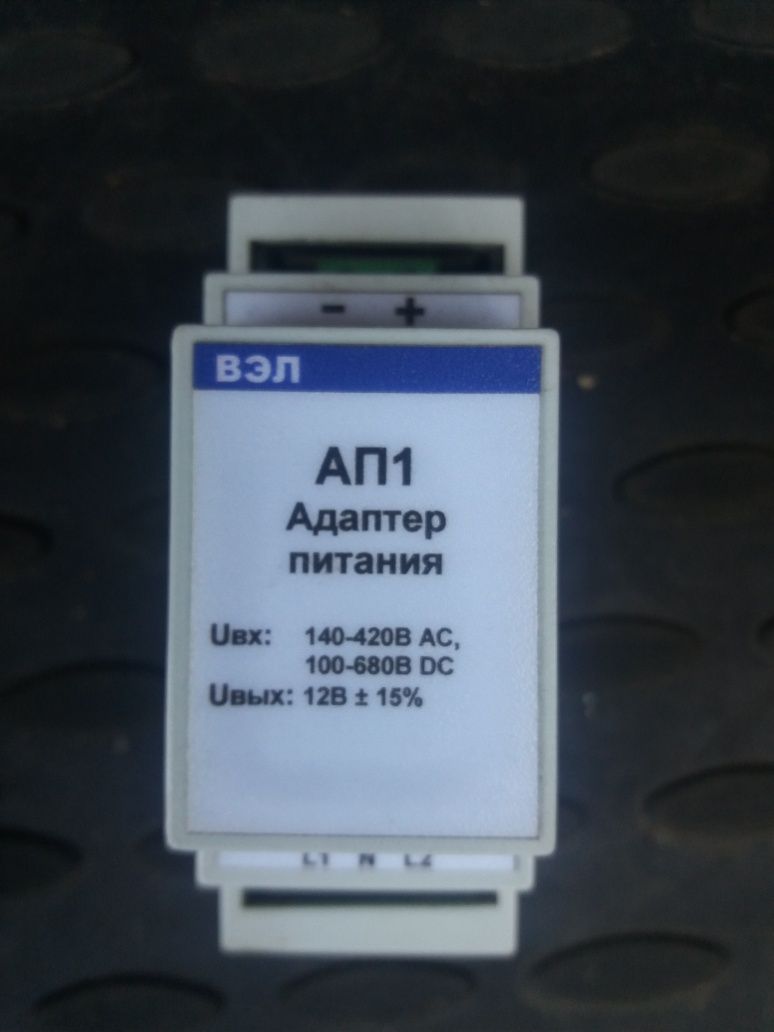 - +
ВЭЛ
АП1
Адаптер
питания
Uвх: 140-420В AC,
100-680В DC
Uвых: 12В ± 15%
L1 N L2